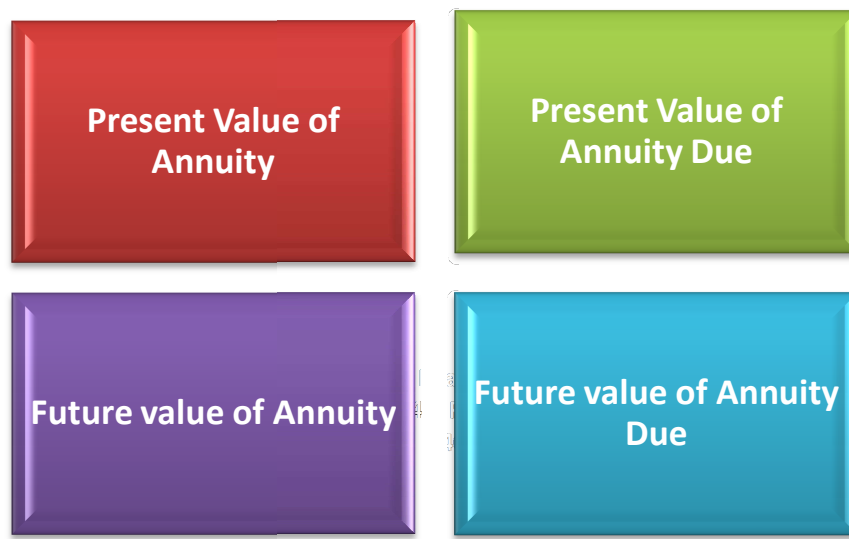 Present Value of
Annuity
Present Value of
Annuity Due
Future value of Annuity
Future value of Annuity
Due